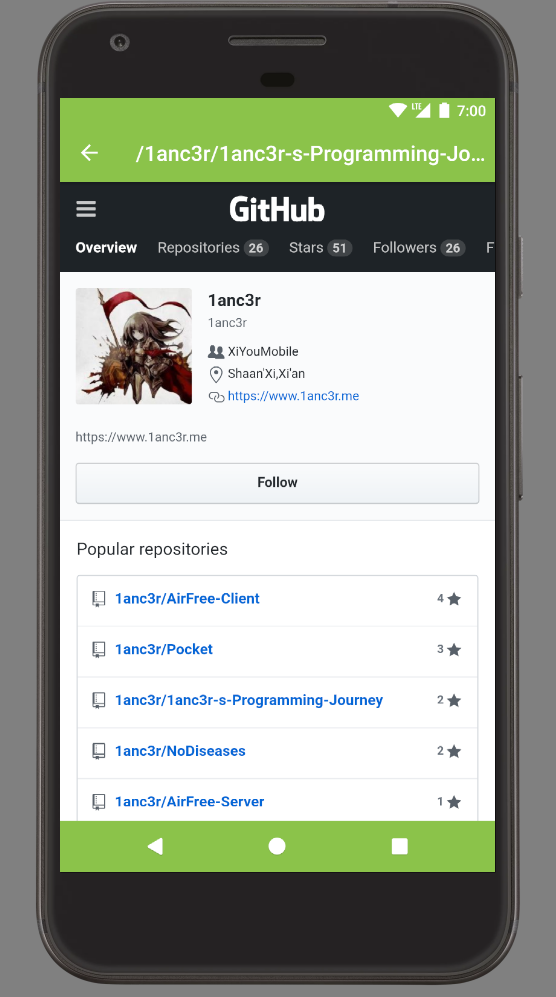 LTE 7:00
/1anc3r/1anc3r-s-Programming-Jo...
GitHub
Overview Repositories 26 Stars 51 Followers 26 F
1anc3r
1anc3r
XiYouMobile
Shaan'Xi,Xi'an
https://www.1anc3r.me
https://www.1anc3r.me
Follow
Popular repositories
1anc3r/AirFree-Client 4
1anc3r/Pocket 3
1anc3r/1anc3r-s-Programming-Journey 2
1anc3r/NoDiseases 2
1anc3r/AirFree-Server 1